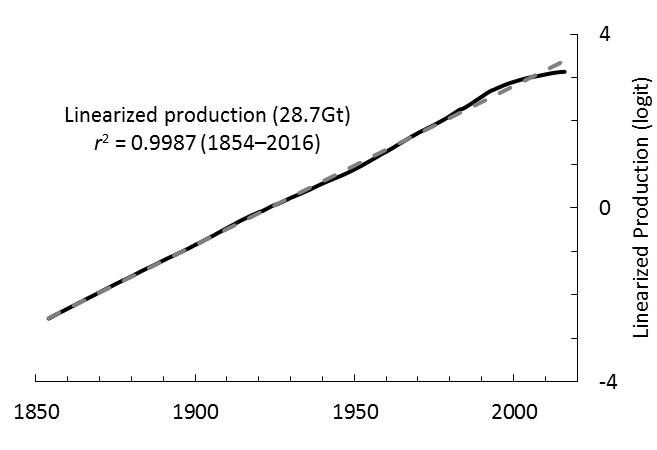 4
Linearized production (28.7Gt)
r² = 0.9987 (1854–2016)
0
Linearized Production (logit)
-4
1850 1900 1950 2000